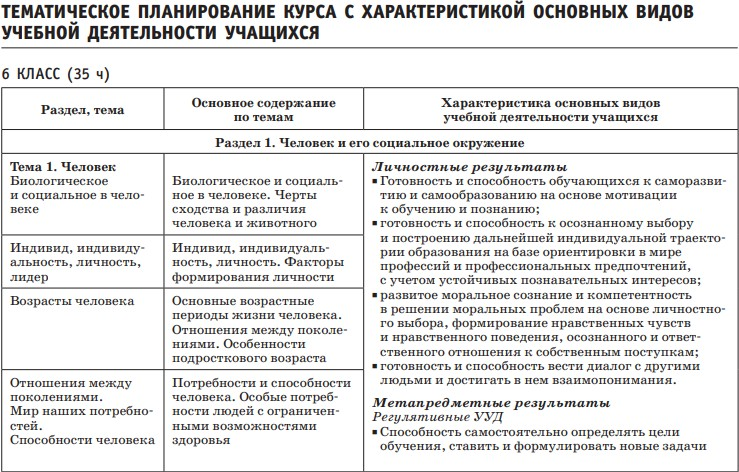 ТЕМАТИЧЕСКОЕ ПЛАНИРОВАНИЕ КУРСА С ХАРАКТЕРИСТИКОЙ ОСНОВНЫХ ВИДОВ
УЧЕБНОЙ ДЕЯТЕЛЬНОСТИ УЧАЩИХСЯ
6 КЛАСС (35 ч)
Раздел, тема
Основное содержание
по темам
Характеристика основных видов
учебной деятельности учащихся
Раздел 1. Человек и его социальное окружение
Тема 1. Человек
Биологическое
и социальное в чело-
веке
Биологическое и социаль-
ное в человеке. Черты
сходства и различия
человека и животного
Индивид, индивиду-
альность, личность,
лидер
Индивид, индивидуаль-
ность, личность. Факторы
формирования личности
Возрасты человека
Основные возрастные
периоды жизни человека.
Отношения между поколе-
ниями. Особенности
подросткового возраста
Отношения между
поколениями.
Мир наших потребно-
стей.
Способности человека
Потребности и способности
человека. Особые потреб-
ности людей с ограничен-
ными возможностями
здоровья
Личностные результаты
▪ Готовность и способность обучающихся к саморазви-
тию и самообразованию на основе мотивации
к обучению и познанию;
▪ готовность и способность к осознанному выбору
и построению дальнейшей индивидуальной траекто-
рии образования на базе ориентировки в мире
профессий и профессиональных предпочтений,
с учетом устойчивых познавательных интересов;
▪ развитое моральное сознание и компетентность
в решении моральных проблем на основе личностно-
го выбора, формирование нравственных чувств
и нравственного поведения, осознанного и ответ-
ственного отношения к собственным поступкам;
▪ готовность и способность вести диалог с другими
людьми и достигать в нем взаимопонимания.
Метапредметные результаты
Регулятивные УУД
▪ Способность самостоятельно определять цели
обучения, ставить и формулировать новые задачи